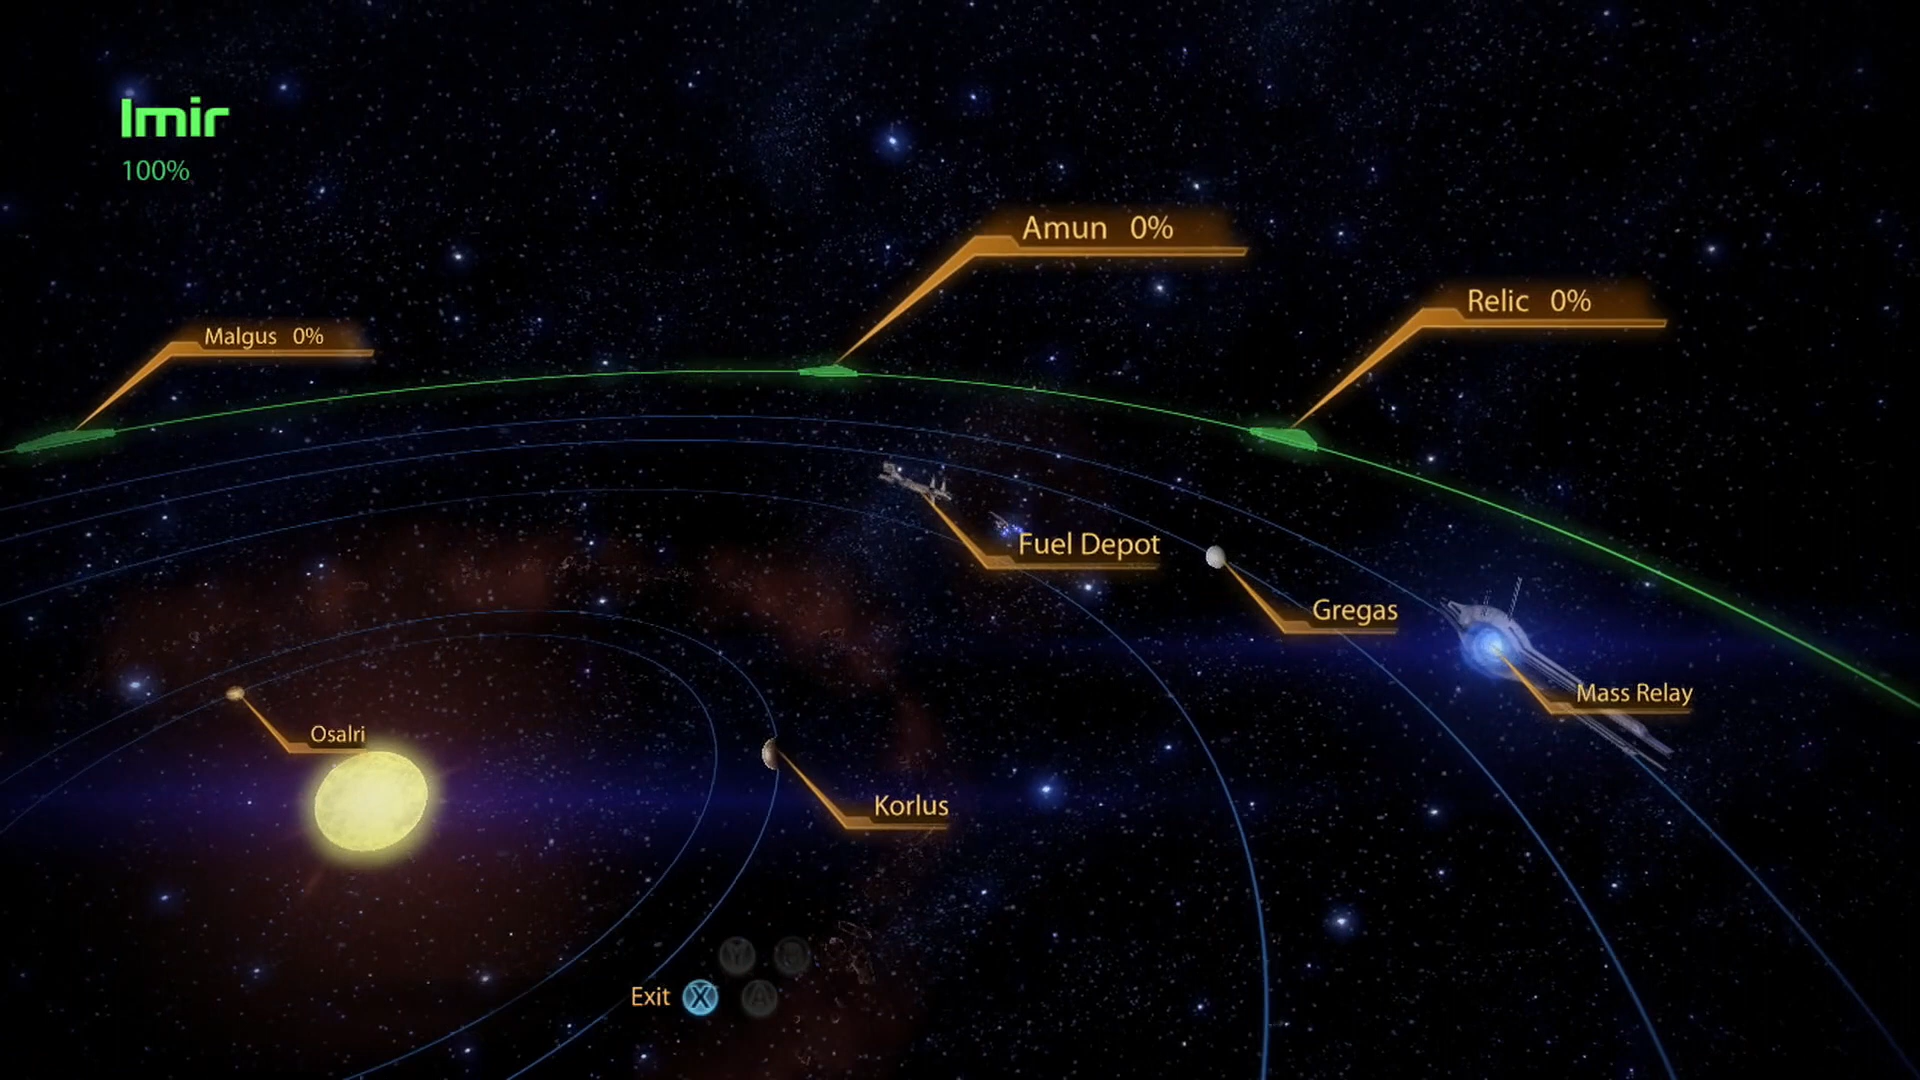 Imir
100%
Amun 0%
Relic 0%
Malgus 0%
Fuel Depot
Gregas
Mass Relay
Osalri
Korlus
Y B
Exit X A